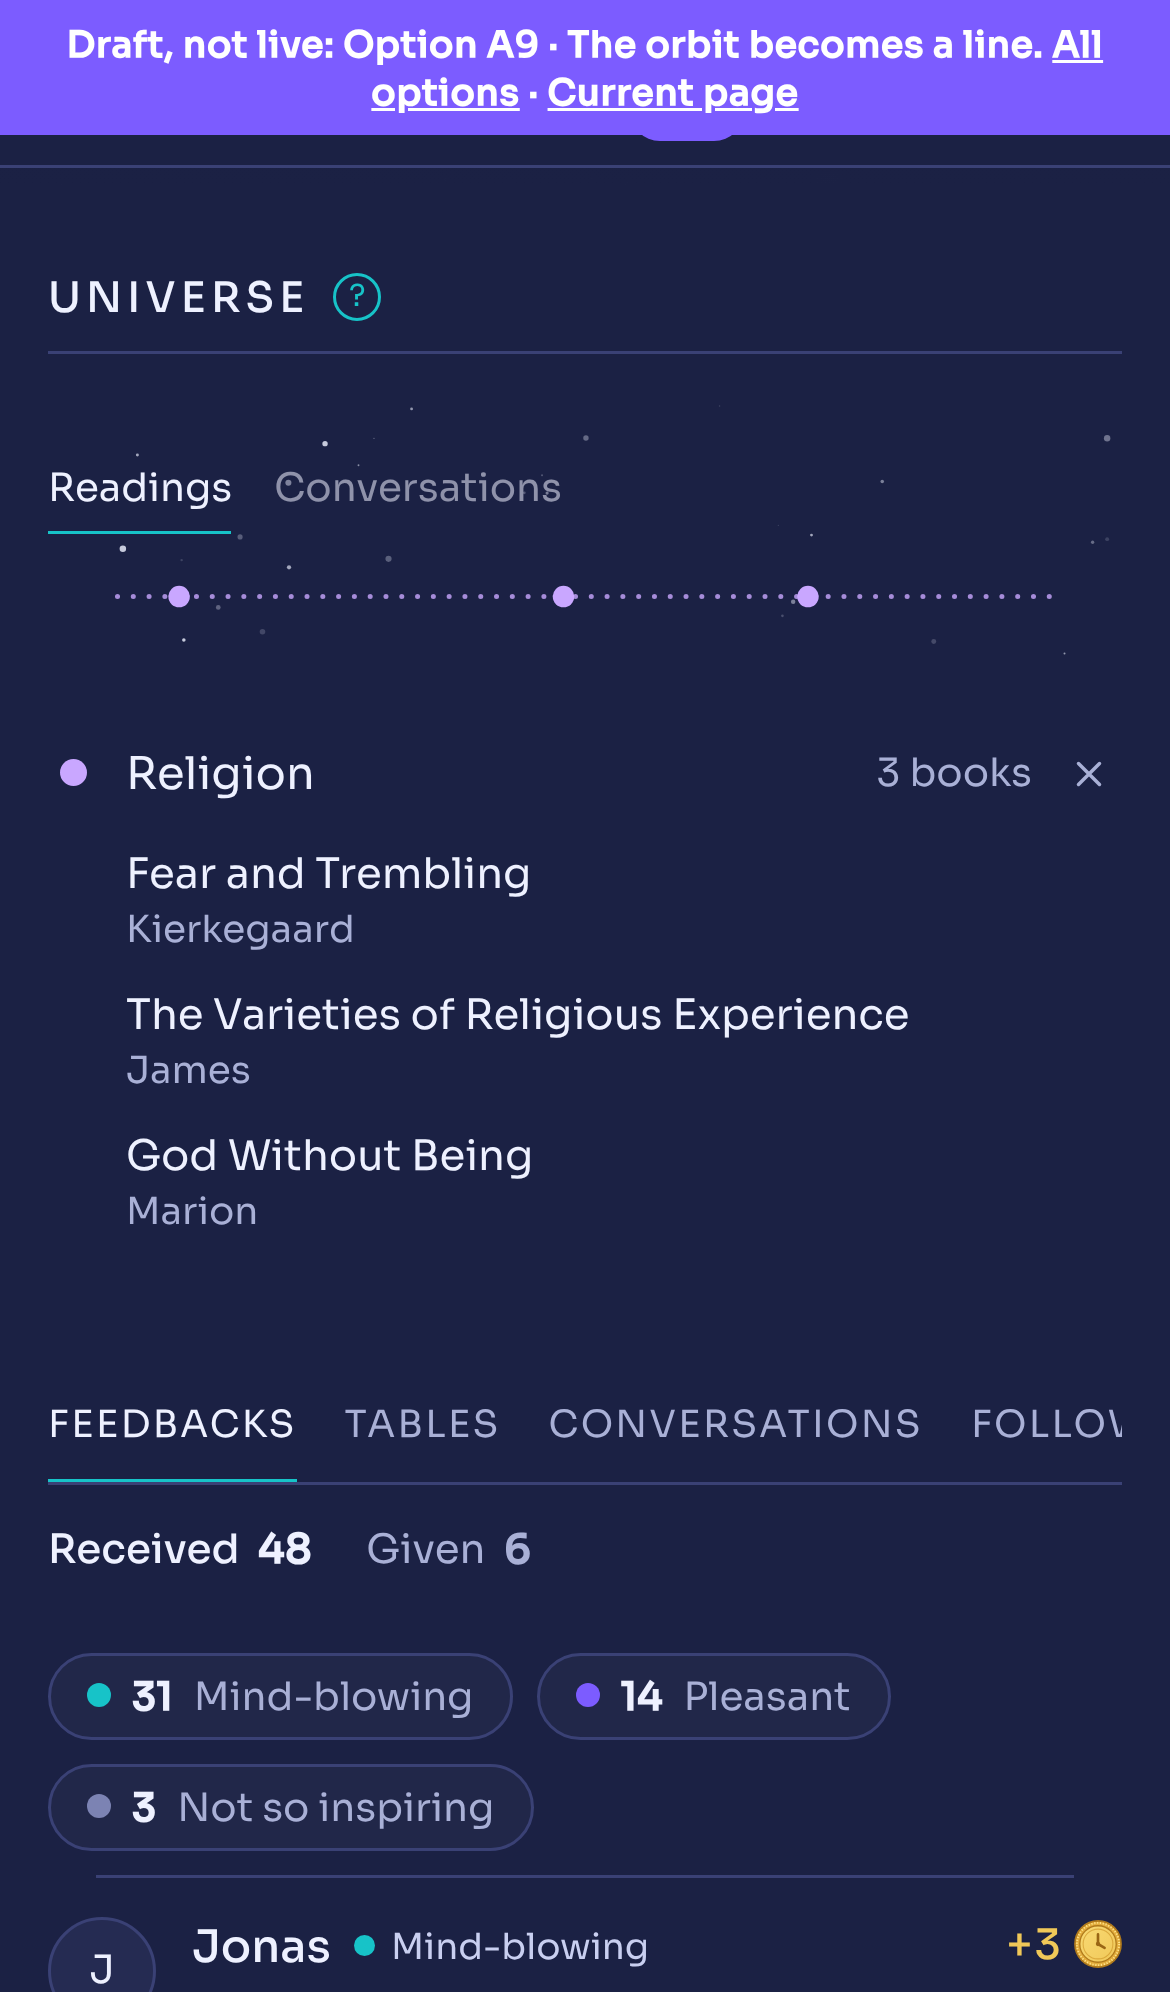 Draft, not live: Option A9 · The orbit becomes a line. All
options · Current page
UNIVERSE ?
Readings Conversations
Religion 3 books ×
Fear and Trembling
Kierkegaard
The Varieties of Religious Experience
James
God Without Being
Marion
FEEDBACKS TABLES CONVERSATIONS FOLLOW
Received 48 Given 6
31 Mind-blowing 14 Pleasant
3 Not so inspiring
J Jonas Mind-blowing +3